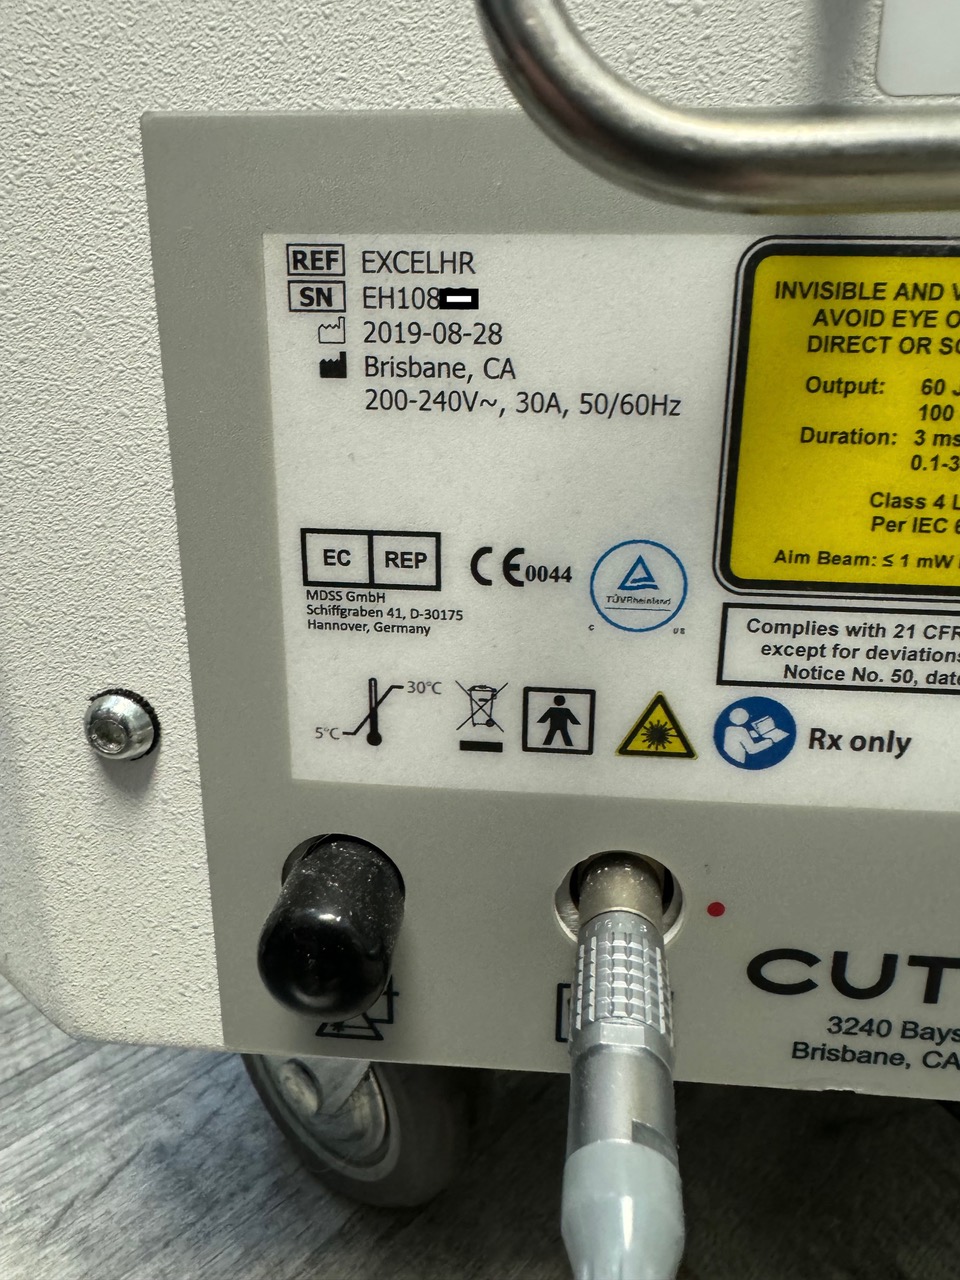 REF EXCELHR
SN EH108
2019-08-28
Brisbane, CA
200-240V~, 30A, 50/60Hz
EC REP
MDSS GmbH
Schiffgraben 41, D-30175
Hannover, Germany
CE0044
TÜVRheinland
C US
30°C
5°C
Rx only
INVISIBLE AND
AVOID EYE O
DIRECT OR SC
Output: 60
100
Duration: 3 ms
0.1-3
Class 4 L
Per IEC 6
Aim Beam: ≤ 1 mW
Complies with 21 CFR
except for deviations
Notice No. 50, date
CUT
3240 Bays
Brisbane, CA